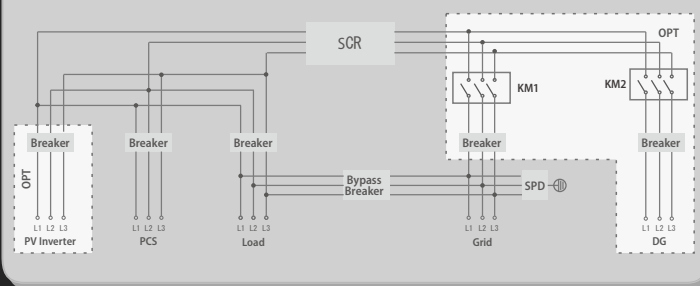 SCR
OPT
KM1
KM2
Breaker
Breaker
Breaker
Breaker
Breaker
OPT
Bypass
Breaker
SPD
L1 L2 L3
L1 L2 L3
L1 L2 L3
L1 L2 L3
L1 L2 L3
PV Inverter
PCS
Load
Grid
DG